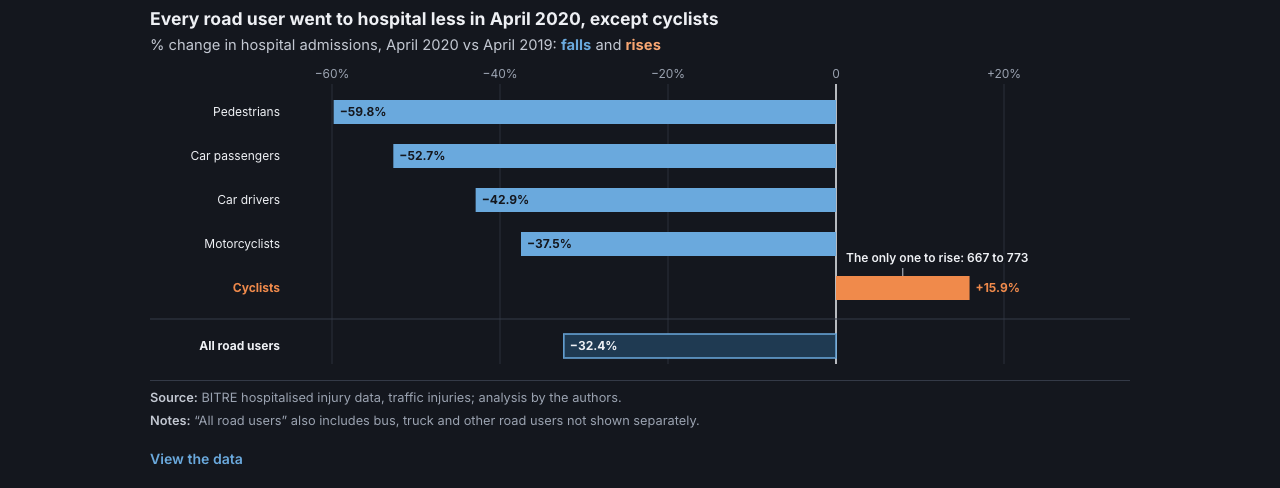 Every road user went to hospital less in April 2020, except cyclists
% change in hospital admissions, April 2020 vs April 2019: falls and rises
−60% −40% −20% 0 +20%
Pedestrians −59.8%
Car passengers −52.7%
Car drivers −42.9%
Motorcyclists −37.5%
The only one to rise: 667 to 773
Cyclists +15.9%
All road users −32.4%
Source: BITRE hospitalised injury data, traffic injuries; analysis by the authors.
Notes: “All road users” also includes bus, truck and other road users not shown separately.
View the data